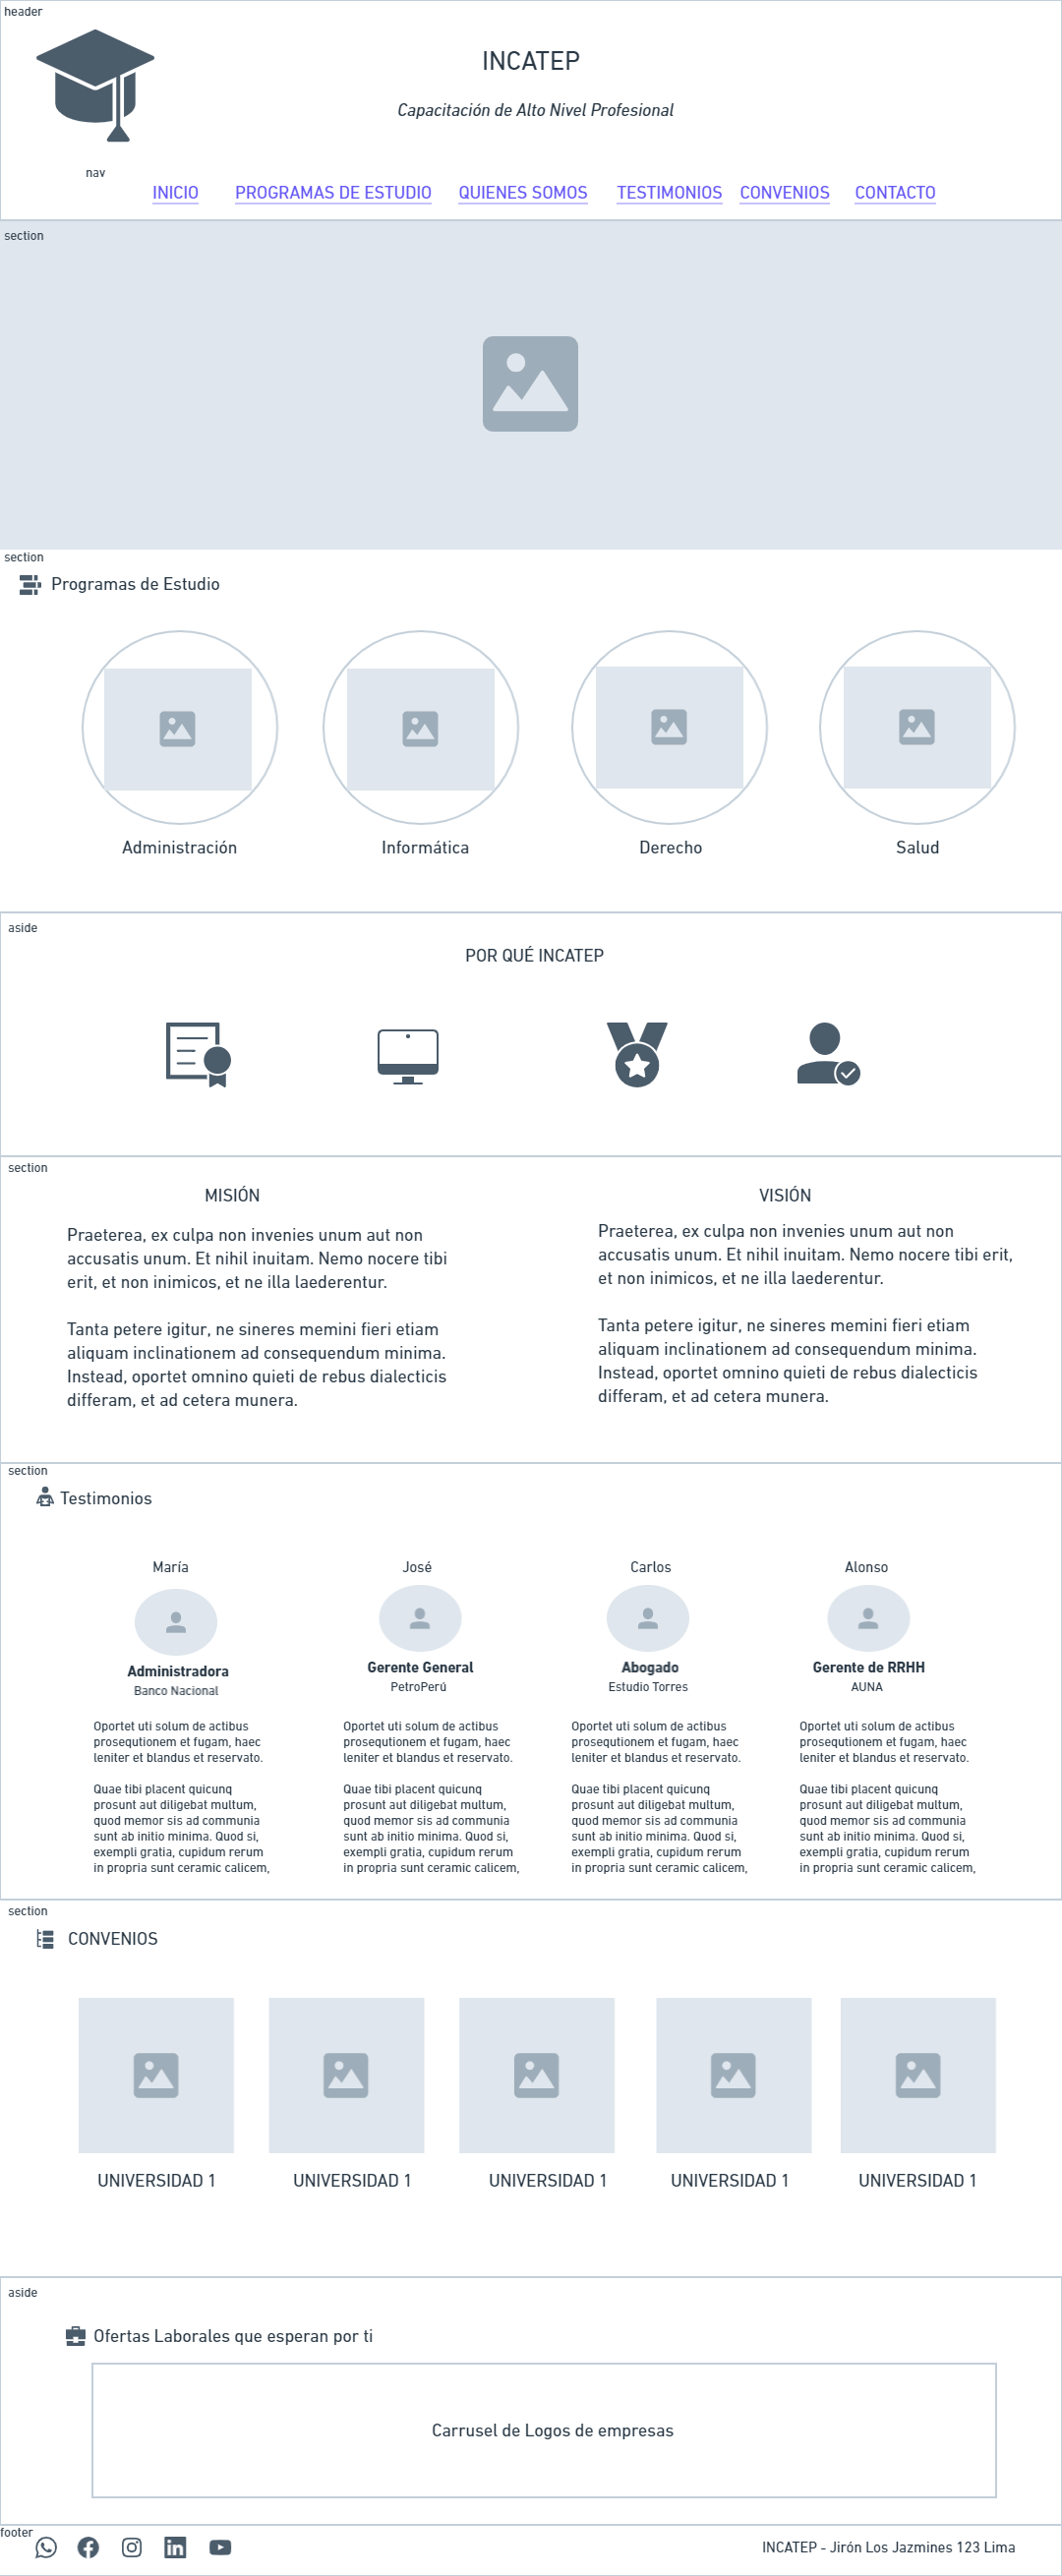 header
INCATEP
Capacitación de Alto Nivel Profesional
nav
INICIO PROGRAMAS DE ESTUDIO QUIENES SOMOS TESTIMONIOS CONVENIOS CONTACTO
section
section
Programas de Estudio
Administración Informática Derecho Salud
aside
POR QUÉ INCATEP
section
MISIÓN
Praeterea, ex culpa non invenies unum aut non
accusatis unum. Et nihil inuitam. Nemo nocere tibi
erit, et non inimicos, et ne illa laederentur.
Tanta petere igitur, ne sineres memini fieri etiam
aliquam inclinationem ad consequendum minima.
Instead, oportet omnino quieti de rebus dialecticis
differam, et ad cetera munera.
VISIÓN
Praeterea, ex culpa non invenies unum aut non
accusatis unum. Et nihil inuitam. Nemo nocere tibi erit,
et non inimicos, et ne illa laederentur.
Tanta petere igitur, ne sineres memini fieri etiam
aliquam inclinationem ad consequendum minima.
Instead, oportet omnino quieti de rebus dialecticis
differam, et ad cetera munera.
section
Testimonios
María
Administradora
Banco Nacional
Oportet uti solum de actibus
prosequtionem et fugam, haec
leniter et blandus et reservato.
Quae tibi placent quicunq
prosunt aut diligebat multum,
quod memor sis ad communia
sunt ab initio minima. Quod si,
exempli gratia, cupidum rerum
in propria sunt ceramic calicem,
José
Gerente General
PetroPerú
Oportet uti solum de actibus
prosequtionem et fugam, haec
leniter et blandus et reservato.
Quae tibi placent quicunq
prosunt aut diligebat multum,
quod memor sis ad communia
sunt ab initio minima. Quod si,
exempli gratia, cupidum rerum
in propria sunt ceramic calicem,
Carlos
Abogado
Estudio Torres
Oportet uti solum de actibus
prosequtionem et fugam, haec
leniter et blandus et reservato.
Quae tibi placent quicunq
prosunt aut diligebat multum,
quod memor sis ad communia
sunt ab initio minima. Quod si,
exempli gratia, cupidum rerum
in propria sunt ceramic calicem,
Alonso
Gerente de RRHH
AUNA
Oportet uti solum de actibus
prosequtionem et fugam, haec
leniter et blandus et reservato.
Quae tibi placent quicunq
prosunt aut diligebat multum,
quod memor sis ad communia
sunt ab initio minima. Quod si,
exempli gratia, cupidum rerum
in propria sunt ceramic calicem,
section
CONVENIOS
UNIVERSIDAD 1 UNIVERSIDAD 1 UNIVERSIDAD 1 UNIVERSIDAD 1 UNIVERSIDAD 1
aside
Ofertas Laborales que esperan por ti
Carrusel de Logos de empresas
footer
INCATEP - Jirón Los Jazmines 123 Lima